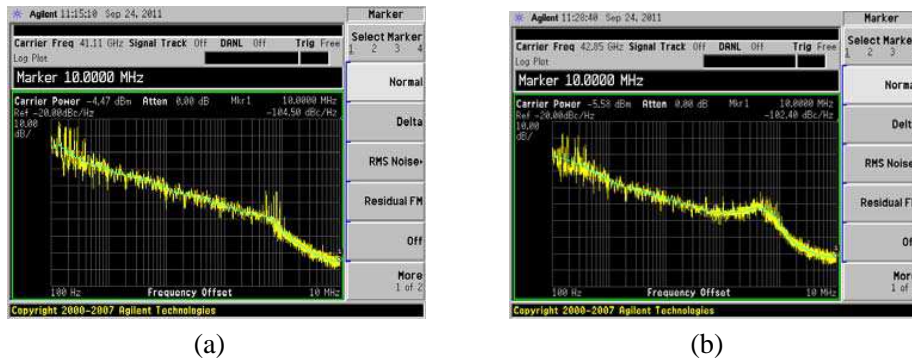 Agilent 11:15:10 Sep 24, 2011
Marker
Carrier Freq 41.11 GHz Signal Track Off DANL Off Trig Free
Log Plot
Select Marker
1 2 3 4
Marker 10.0000 MHz
Normal
Carrier Power -4.47 dBm Atten 0.00 dB Mkr1 10.0000 MHz
Ref -20.00dBc/Hz -104.50 dBc/Hz
10.00
dB/
Delta
RMS Noise
Residual FM
Off
More
1 of 2
100 Hz Frequency Offset 10 MHz
Copyright 2000-2007 Agilent Technologies
(a)
Agilent 11:28:40 Sep 24, 2011
Marker
Carrier Freq 42.85 GHz Signal Track Off DANL Off Trig Free
Log Plot
Select Marke
1 2 3
Marker 10.0000 MHz
Norma
Carrier Power -5.58 dBm Atten 0.00 dB Mkr1 10.0000 MHz
Ref -20.00dBc/Hz -102.40 dBc/Hz
10.00
dB/
Delt
RMS Noise
Residual F
Of
Mor
1 of
100 Hz Frequency Offset 10 MHz
Copyright 2000-2007 Agilent Technologies
(b)